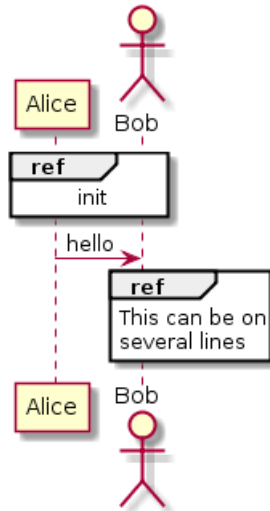 Alice
Bob
ref
init
hello
ref
This can be on
several lines
Alice
Bob